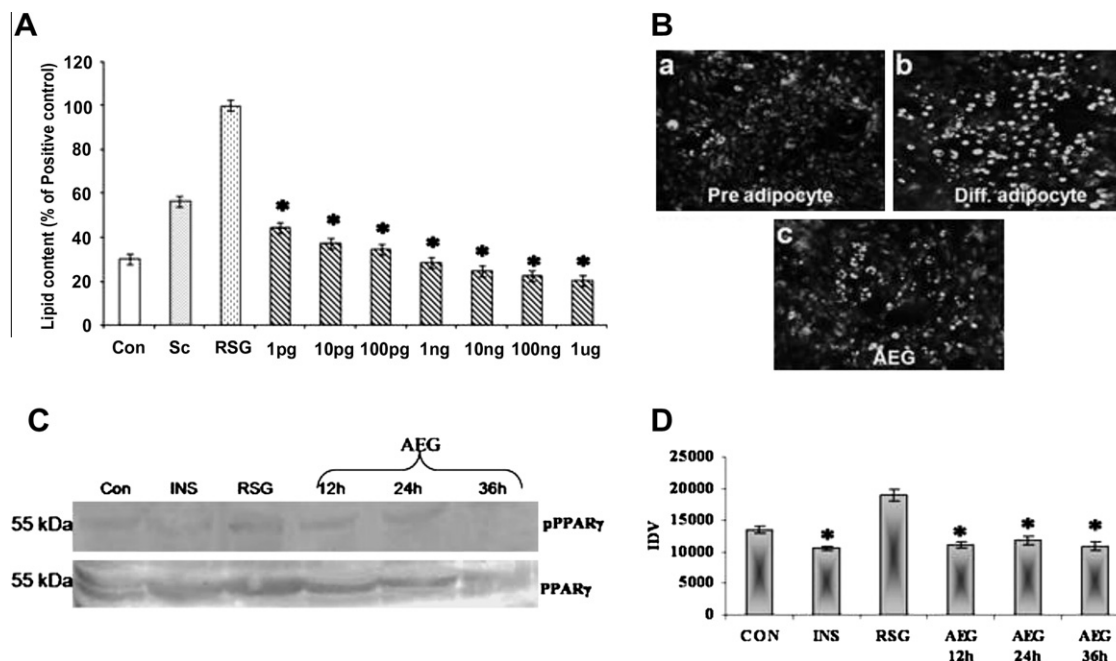 A
Lipid content (% of Positive control)
120
100
80
60
40
20
0
Con Sc RSG 1pg 10pg 100pg 1ng 10ng 100ng 1ug
* * * * * * *
B
a
Pre adipocyte
b
Diff. adipocyte
c
AEG
C
AEG
Con INS RSG 12h 24h 36h
55 kDa pPPARγ
55 kDa PPARγ
D
IDV
25000
20000
15000
10000
5000
0
* * * *
CON INS RSG AEG AEG AEG
12h 24h 36h